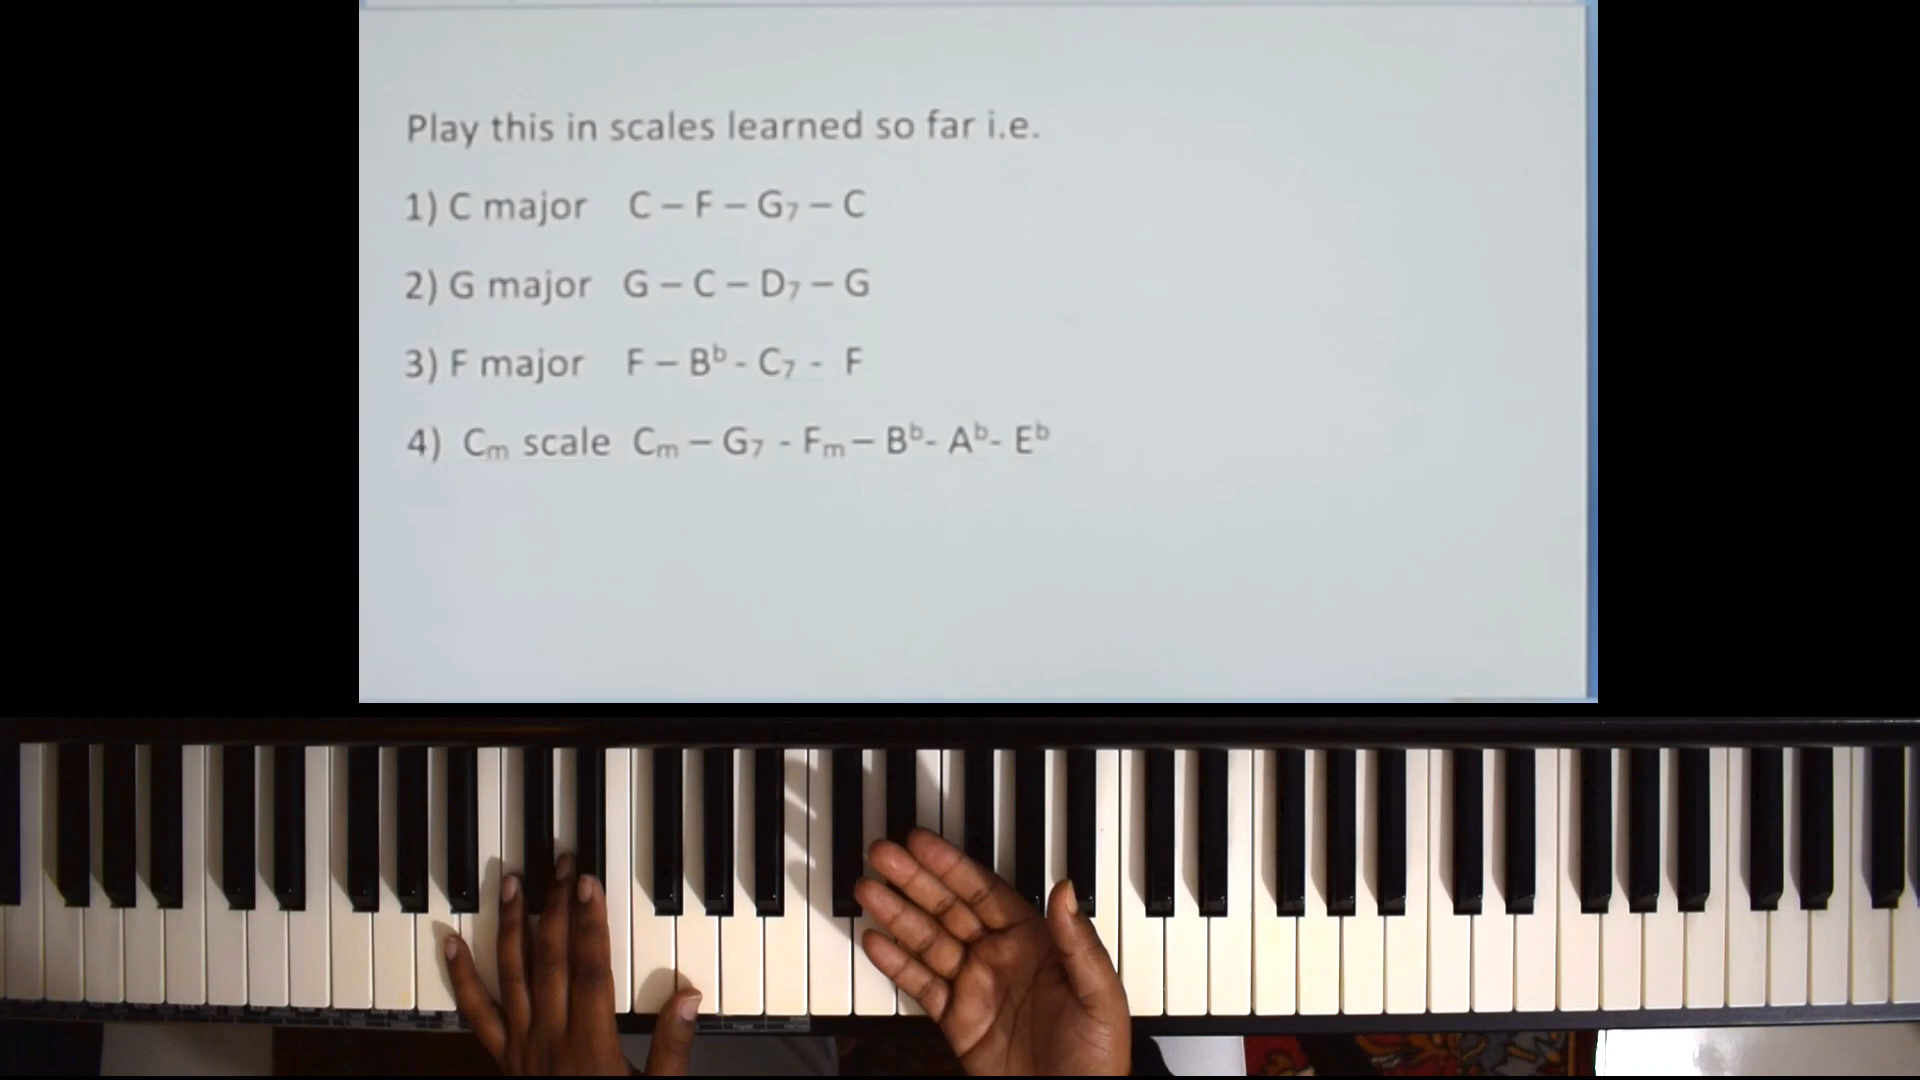 Play this in scales learned so far i.e.
1) C major C – F – G₇ – C
2) G major G – C – D₇ – G
3) F major F – Bᵇ - C₇ - F
4) Cₘ scale Cₘ – G₇ - Fₘ – Bᵇ- Aᵇ- Eᵇ